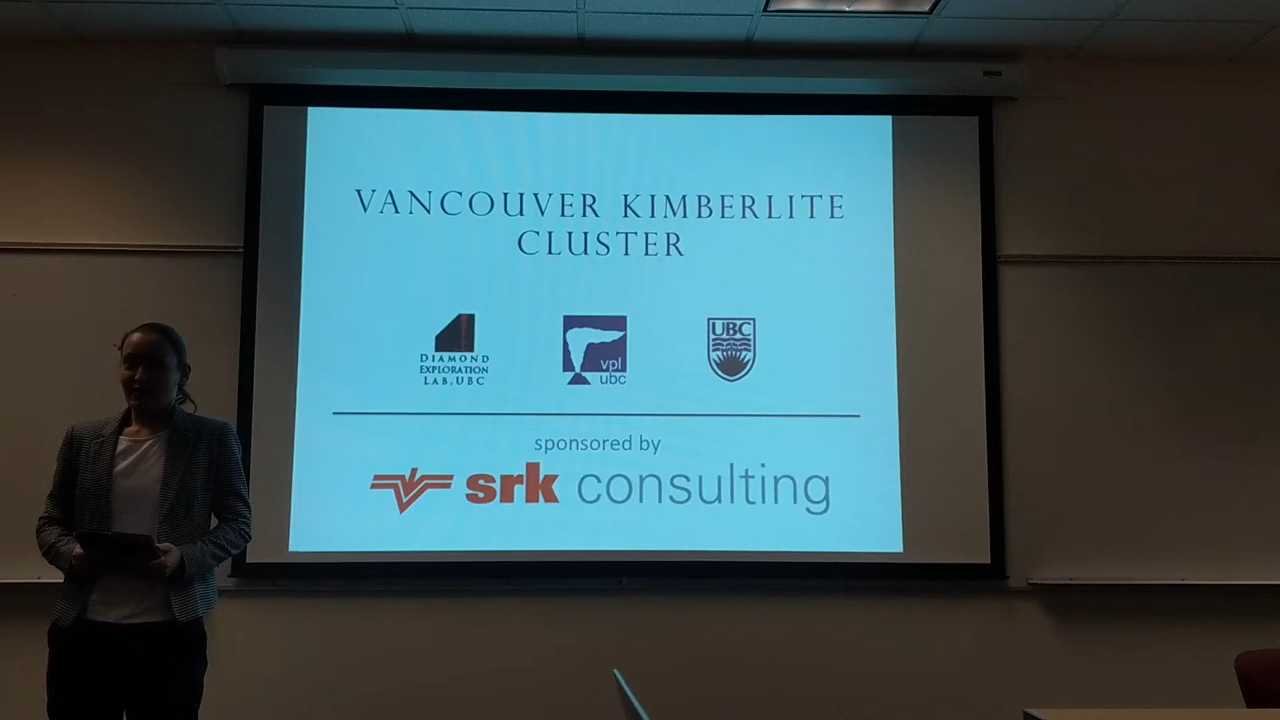 VANCOUVER KIMBERLITE
CLUSTER
DIAMOND
EXPLORATION
LAB, UBC
vpl
ubc
UBC
sponsored by
srk consulting